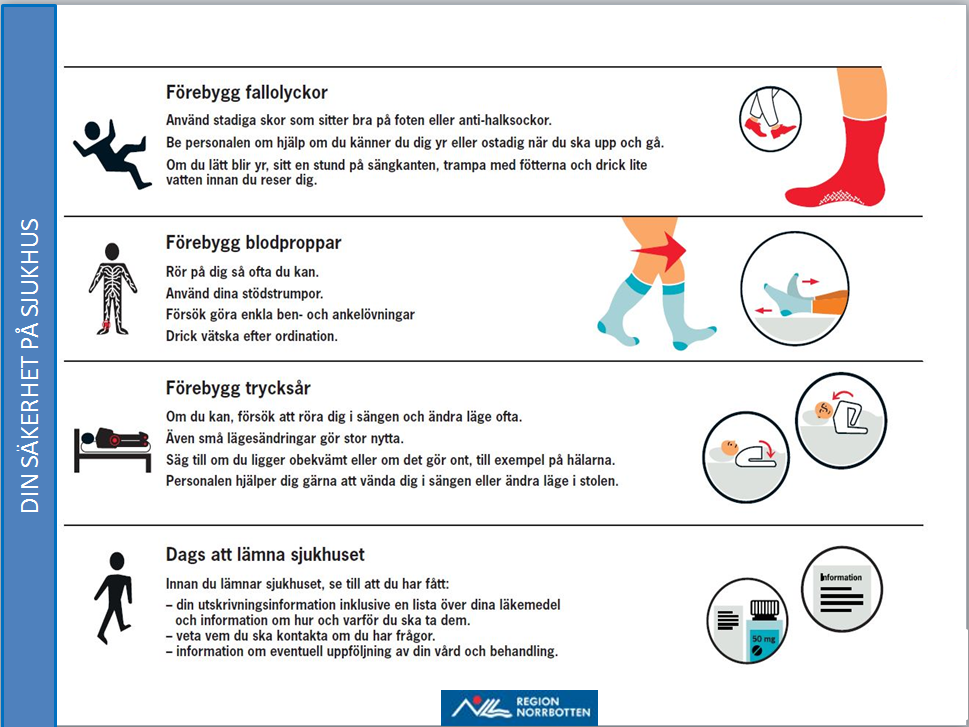 DIN SÄKERHET PÅ SJUKHUS
Förebygg fallolyckor
Använd stadiga skor som sitter bra på foten eller anti-halksockor.
Be personalen om hjälp om du känner du dig yr eller ostadig när du ska upp och gå.
Om du lätt blir yr, sitt en stund på sängkanten, trampa med fötterna och drick lite
vatten innan du reser dig.
Förebygg blodproppar
Rör på dig så ofta du kan.
Använd dina stödstrumpor.
Försök göra enkla ben- och ankelövningar
Drick vätska efter ordination.
Förebygg trycksår
Om du kan, försök att röra dig i sängen och ändra läge ofta.
Även små lägesändringar gör stor nytta.
Säg till om du ligger obekvämt eller om det gör ont, till exempel på hälarna.
Personalen hjälper dig gärna att vända dig i sängen eller ändra läge i stolen.
Dags att lämna sjukhuset
Innan du lämnar sjukhuset, se till att du har fått:
– din utskrivningsinformation inklusive en lista över dina läkemedel
och information om hur och varför du ska ta dem.
– veta vem du ska kontakta om du har frågor.
– information om eventuell uppföljning av din vård och behandling.
Information
50 mg
REGION
NORRBOTTEN